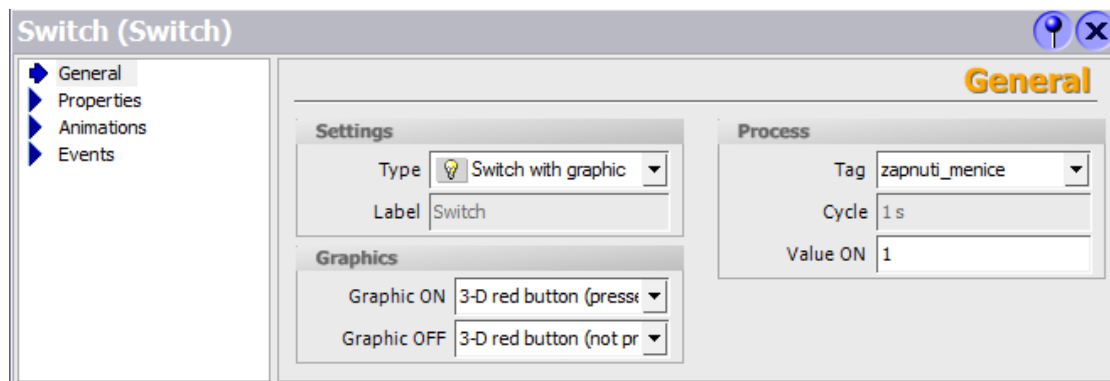 Switch (Switch)
General
Properties
Animations
Events
General
Settings
Type Switch with graphic
Label Switch
Graphics
Graphic ON 3-D red button (presse
Graphic OFF 3-D red button (not pr
Process
Tag zapnuti_menice
Cycle 1 s
Value ON 1